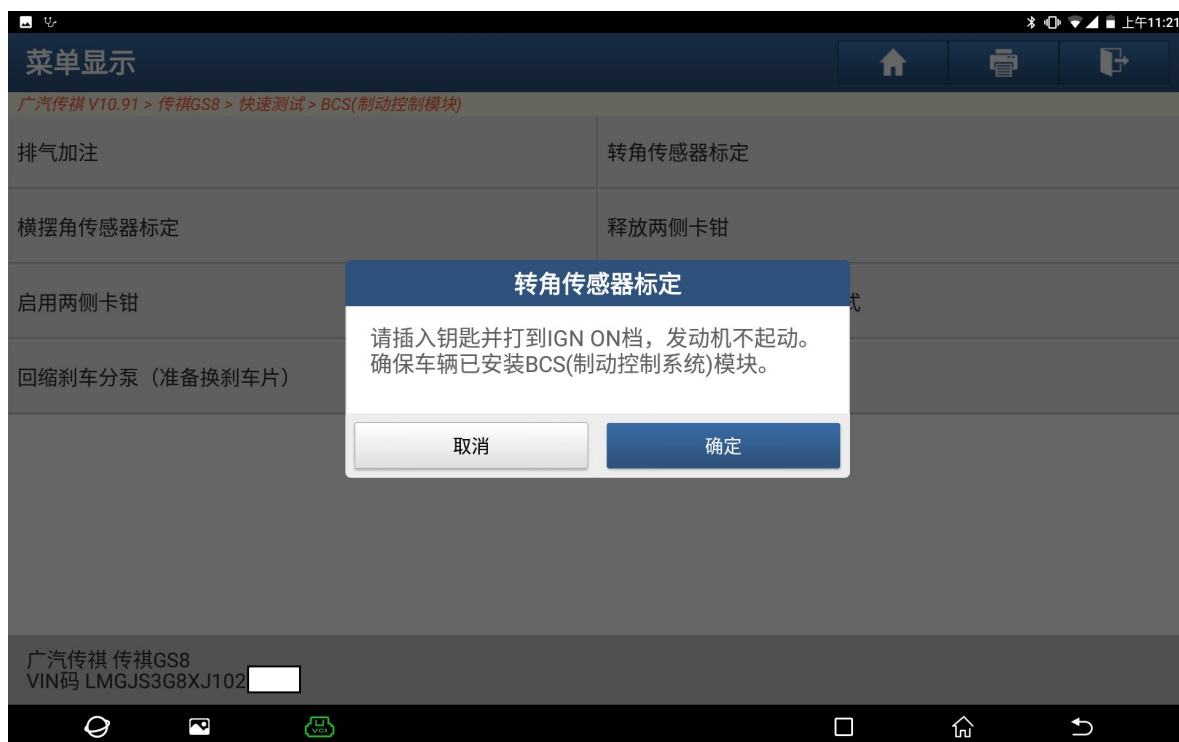 上午11:21
菜单显示
广汽传祺 V10.91 > 传祺GS8 > 快速测试 > BCS(制动控制模块)
排气加注
转角传感器标定
横摆角传感器标定
释放两侧卡钳
启用两侧卡钳
式
回缩刹车分泵（准备换刹车片）
转角传感器标定
请插入钥匙并打到IGN ON档，发动机不起动。
确保车辆已安装BCS(制动控制系统)模块。
取消
确定
广汽传祺 传祺GS8
VIN码 LMGJS3G8XJ102
VCI